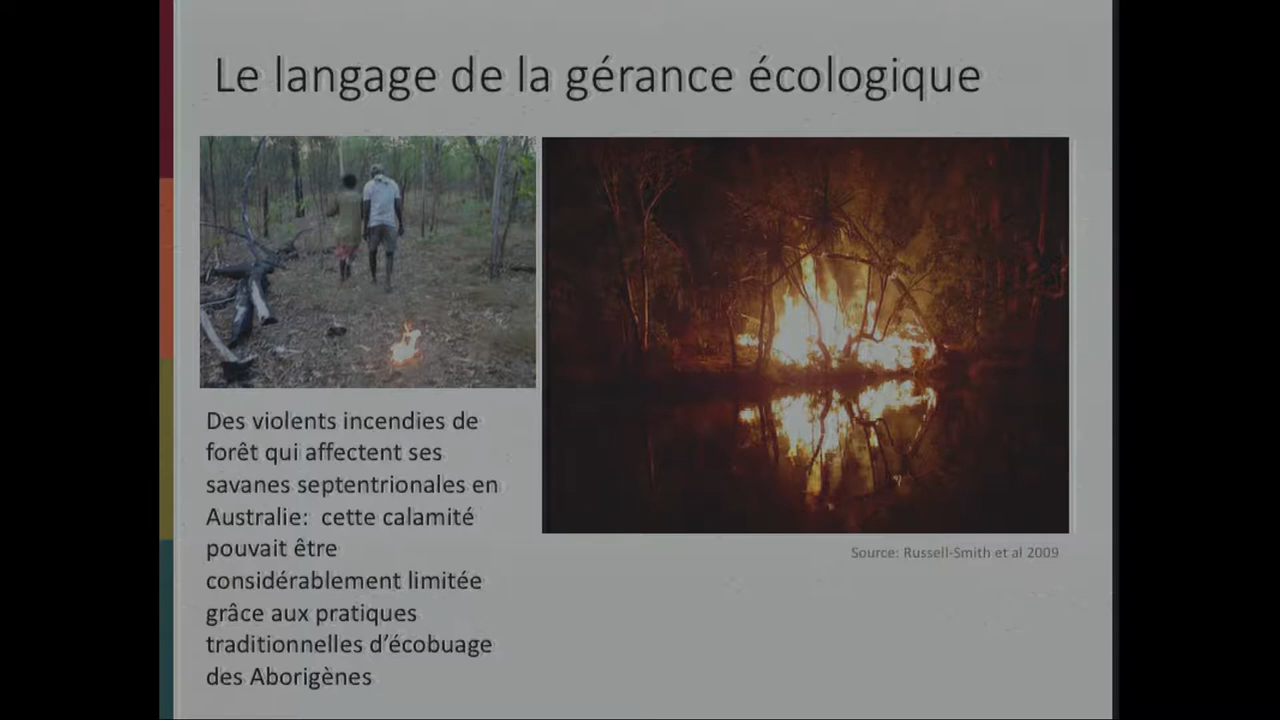 Le langage de la gérance écologique
Des violents incendies de
forêt qui affectent ses
savanes septentrionales en
Australie: cette calamité
pouvait être
considérablement limitée
grâce aux pratiques
traditionnelles d'écobuage
des Aborigènes
Source: Russell-Smith et al 2009